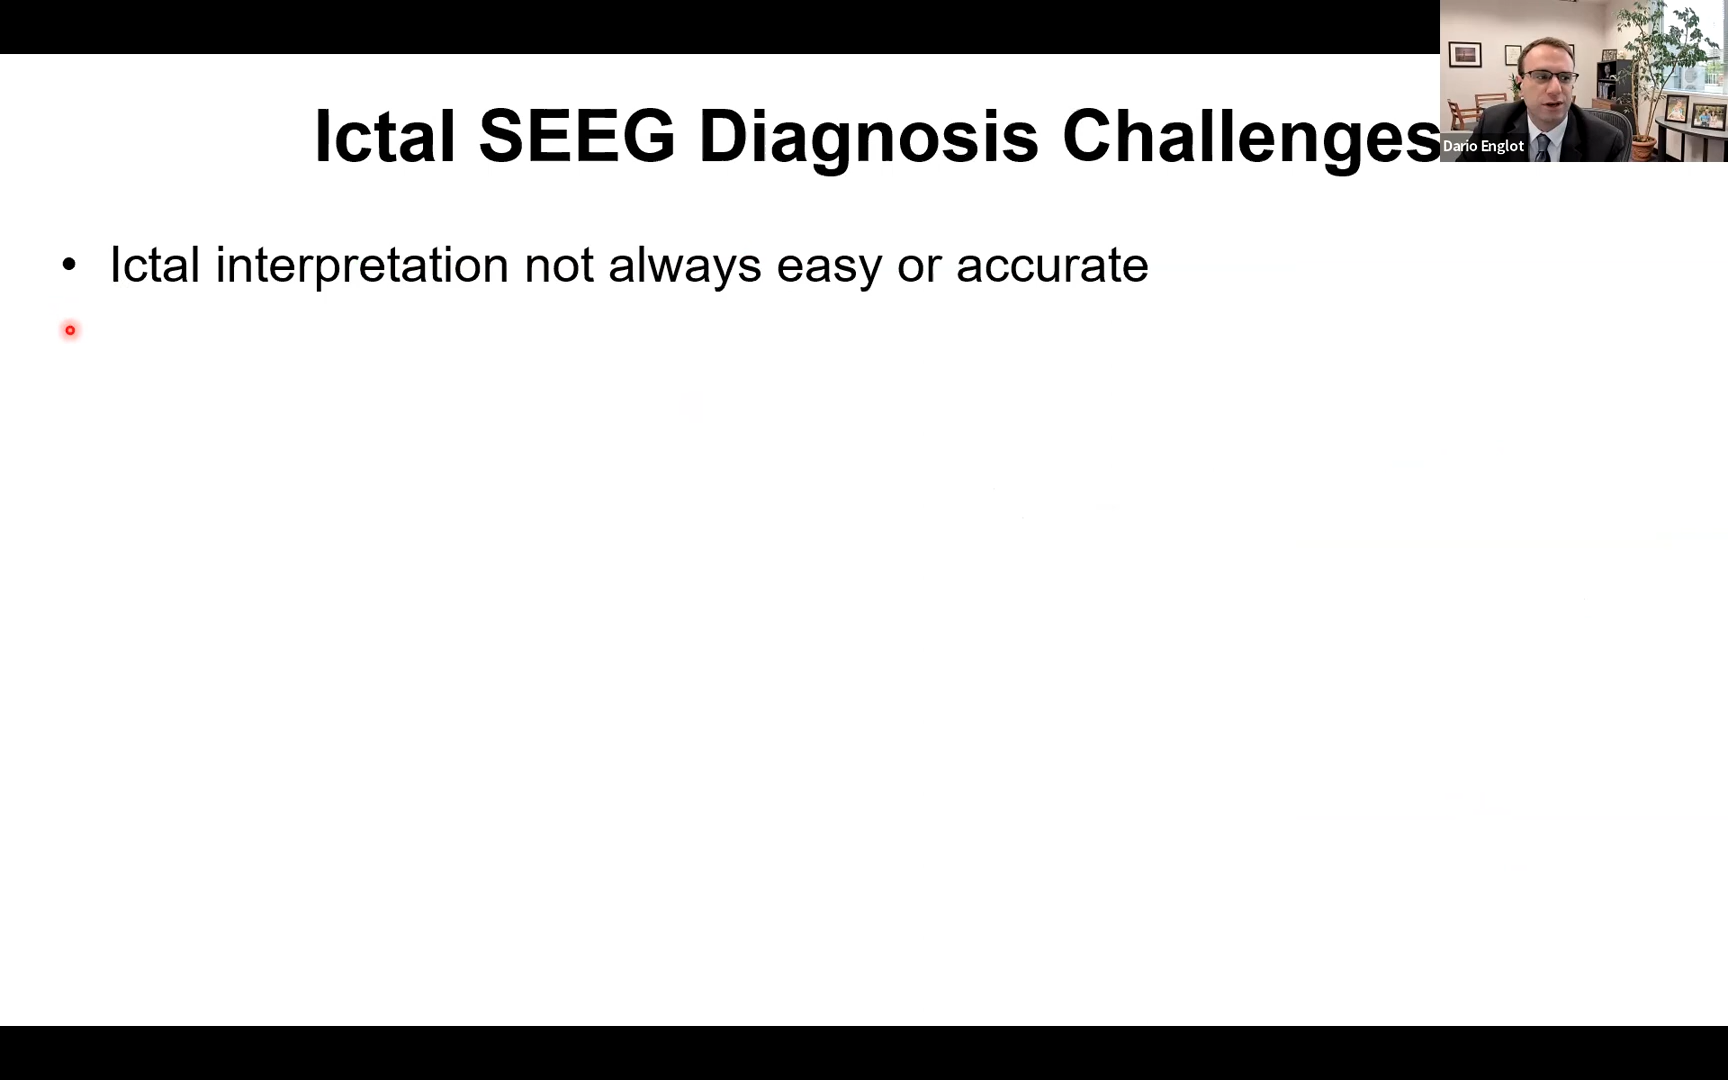 Ictal SEEG Diagnosis Challenges
Dario Englot
• Ictal interpretation not always easy or accurate